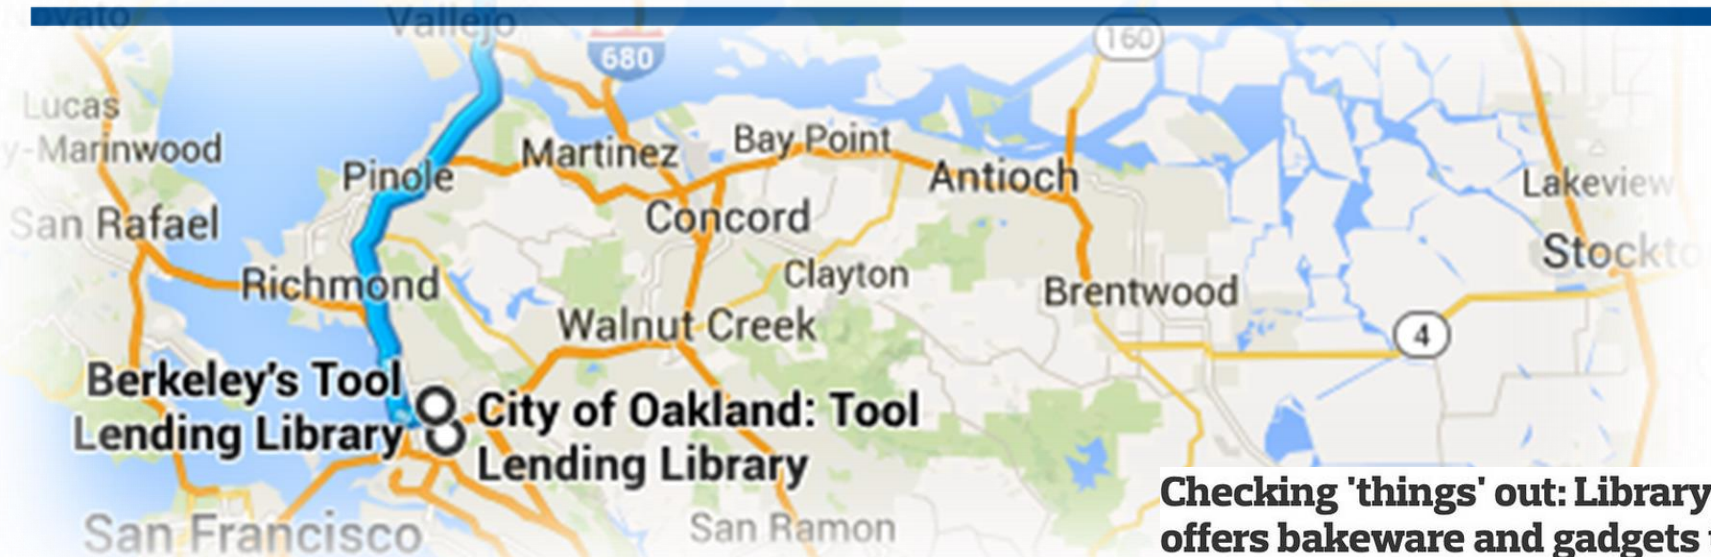 Novato
Vallejo
680
160
Lucas
y-Marinwood
Martinez
Bay Point
Pinole
Antioch
Lakeview
San Rafael
Concord
Stockto
Richmond
Clayton
Brentwood
Walnut Creek
4
Berkeley's Tool
Lending Library
City of Oakland: Tool
Lending Library
San Francisco
San Ramon
Checking 'things' out: Library
offers bakeware and gadgets